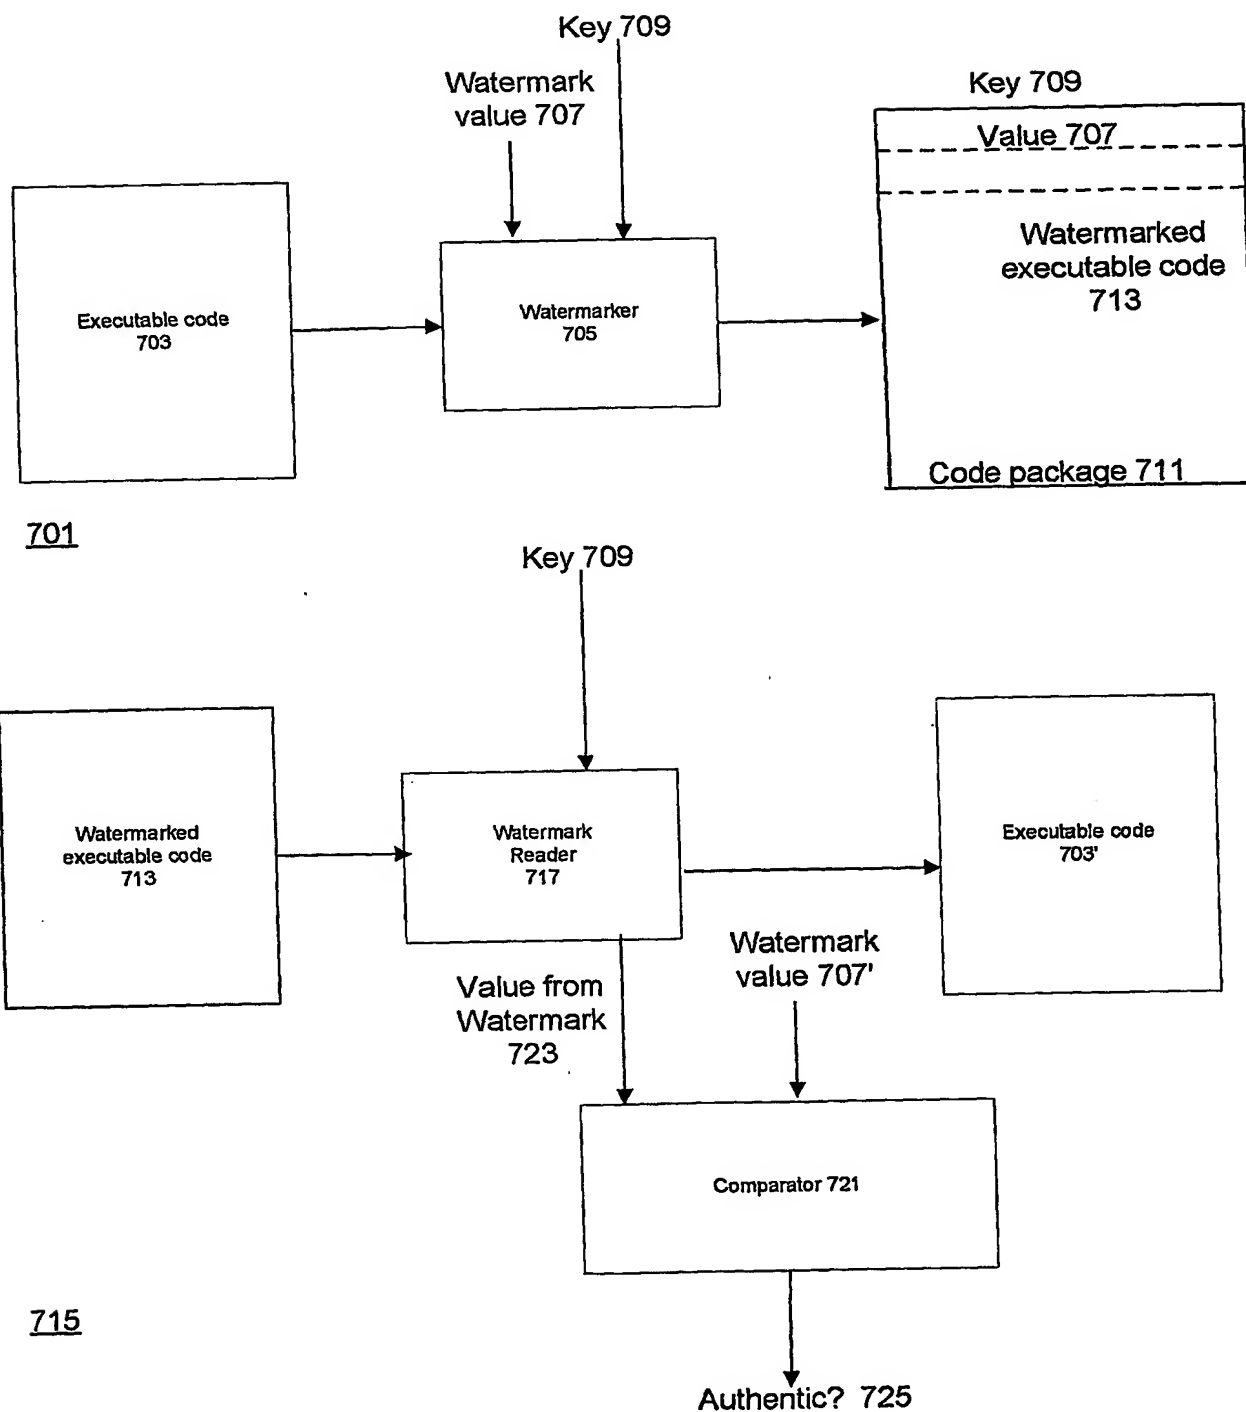 Key 709
Watermark
value 707
Key 709
Value 707
Executable code
703
Watermarker
705
Watermarked
executable code
713
Code package 711
701
Key 709
Watermarked
executable code
713
Watermark
Reader
717
Executable code
703'
Value from
Watermark
723
Watermark
value 707'
Comparator 721
715
Authentic? 725